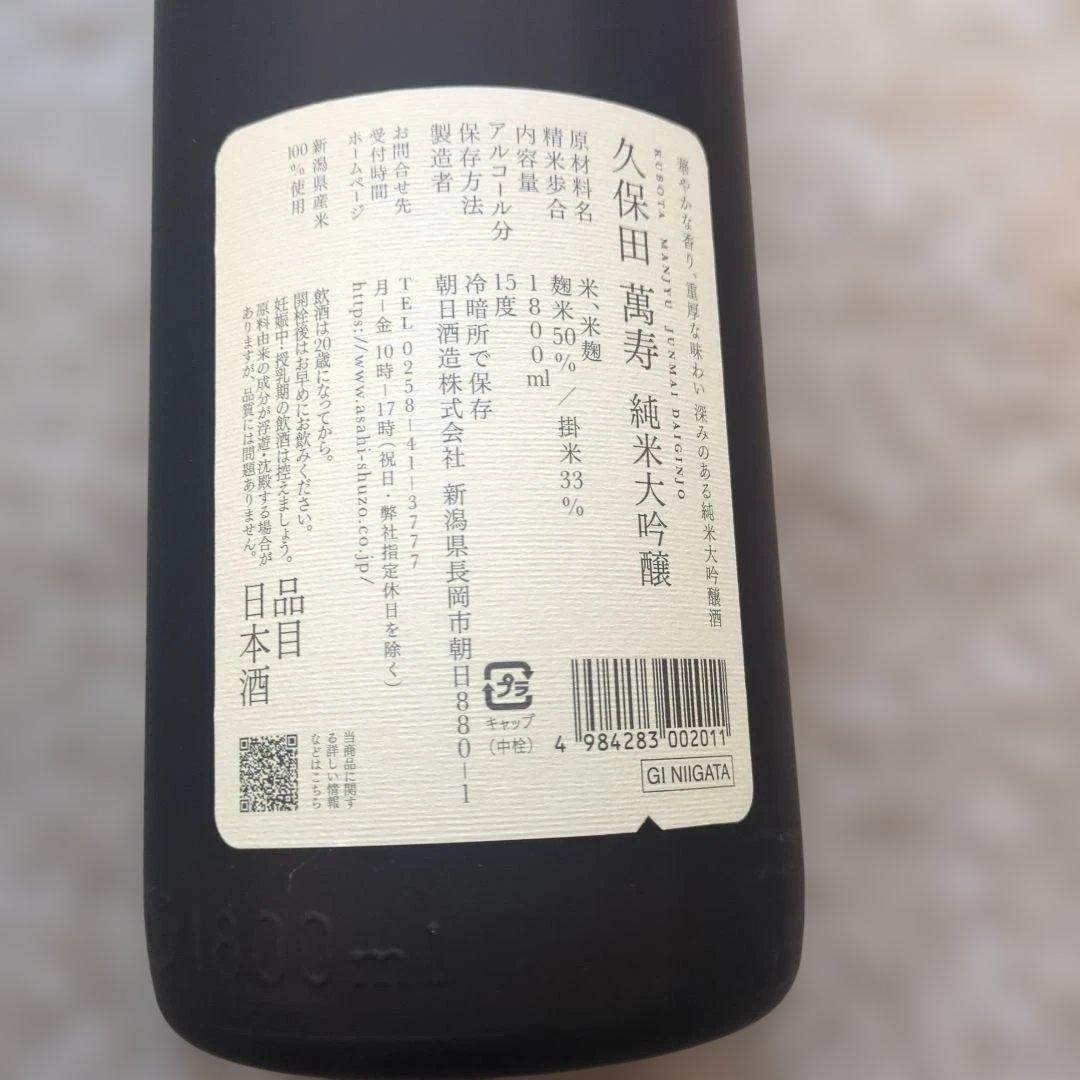 華やかな香り、重厚な味わい 深みのある純米大吟醸酒
KUBOTA MANJYU JUNMAI DAIGINJO
久保田 萬寿 純米大吟醸
原材料名 米、米麹
精米歩合 麹米50%／掛米33%
内容量 1800ml
アルコール分 15度
保存方法 冷暗所で保存
製造者 朝日酒造株式会社 新潟県長岡市朝日880-1
お問合せ先 TEL 0258-41-3777
受付時間 月-金 10時-17時(祝日・弊社指定休日を除く)
ホームページ https://www.asahi-shuzo.co.jp/
新潟県産米
100%使用
飲酒は20歳になってから。
開栓後はお早めにお飲みください。
妊娠中・授乳期の飲酒は控えましょう。
原料由来の成分が浮遊・沈殿する場合が
ありますが、品質には問題ありません。
品目
日本酒
当商品に関す
る詳しい情報
などはこちら
プラ
キャップ
(中栓)
4 984283 002011
GI NIIGATA
1800ml